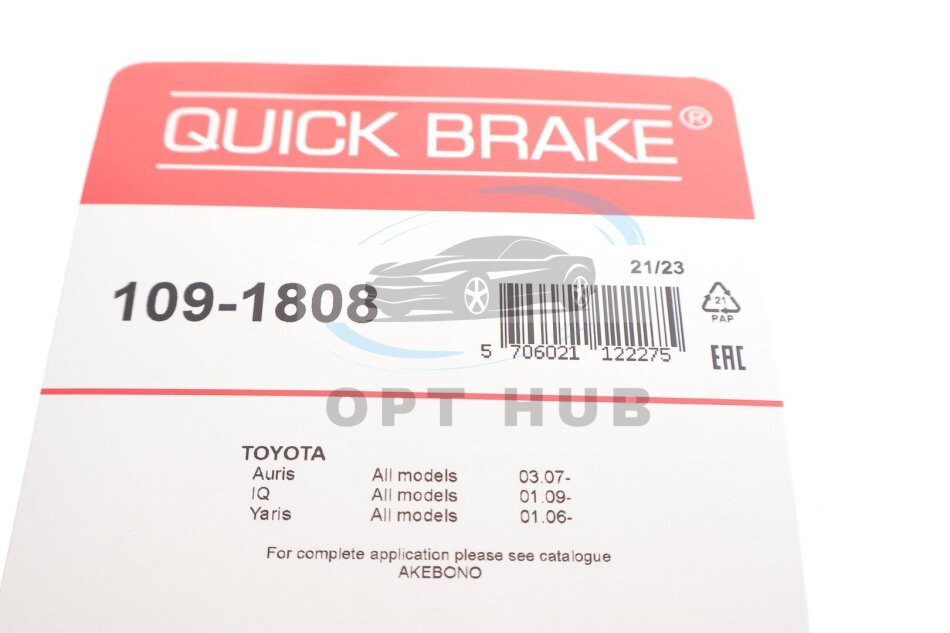 QUICK BRAKE®
21/23
109-1808
21
PAP
5 706021 122275
EAC
OPT HUB
TOYOTA
Auris All models 03.07-
IQ All models 01.09-
Yaris All models 01.06-
For complete application please see catalogue
AKEBONO